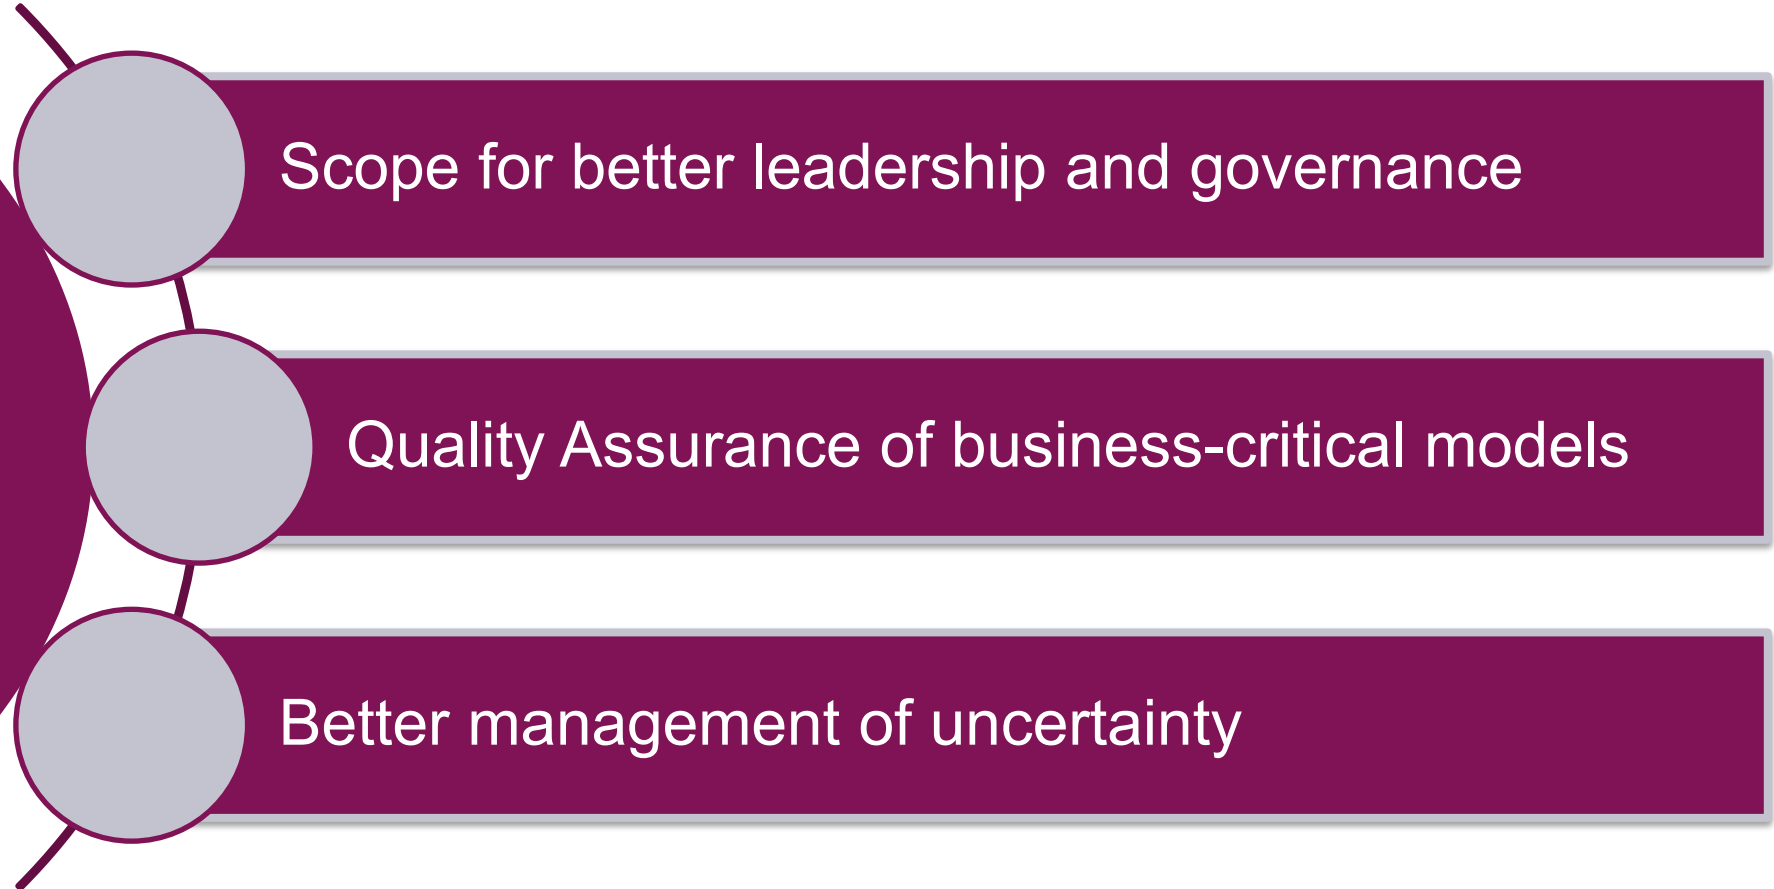 Scope for better leadership and governance
Quality Assurance of business-critical models
Better management of uncertainty